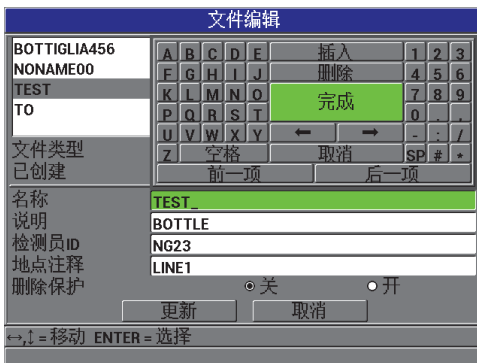 文件编辑
BOTTIGLIA456
NONAME00
TEST
TO
文件类型
已创建
A B C D E 插入 1 2 3
F G H I J 删除 4 5 6
K L M N O 完成 7 8 9
P Q R S T 0 . ,
U V W X Y ← → - : /
Z 空格 取消 SP # *
前一项 后一项
名称 TEST_
说明 BOTTLE
检测员ID NG23
地点注释 LINE1
删除保护 关 开
更新 取消
↔,↕ = 移动 ENTER = 选择